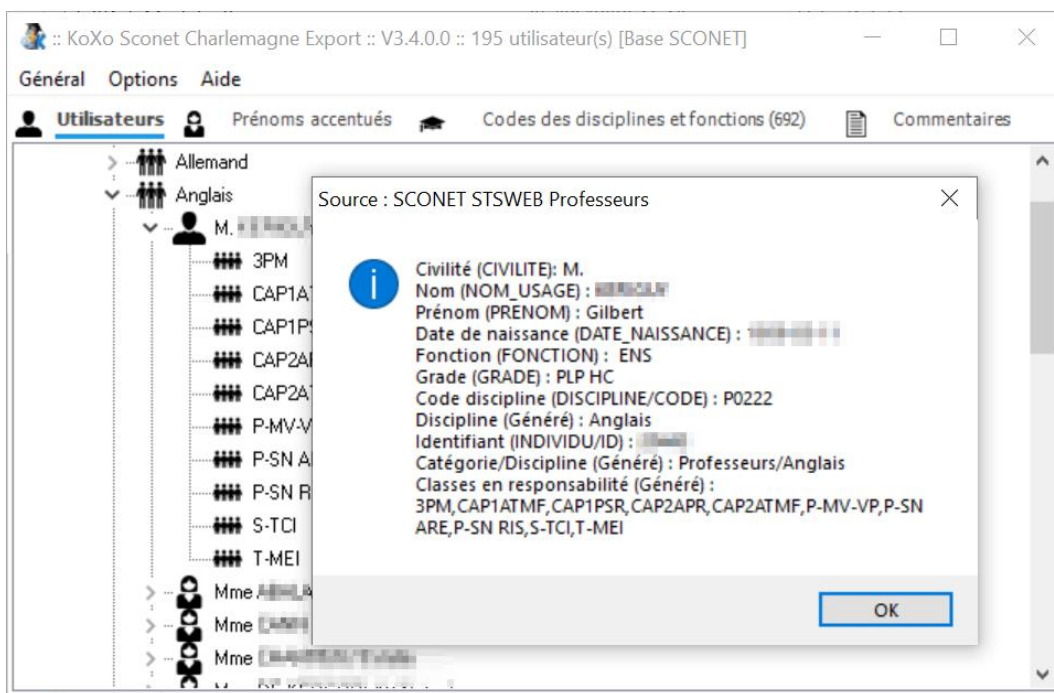 :: KoXo Sconet Charlemagne Export :: V3.4.0.0 :: 195 utilisateur(s) [Base SCONET]
Général Options Aide
Utilisateurs Prénoms accentués Codes des disciplines et fonctions (692) Commentaires
Allemand
Anglais
M.
3PM
CAP1A
CAP1P
CAP2A
CAP2A
P-MV-V
P-SN A
P-SN R
S-TCI
T-MEI
Mme
Mme
Mme
Source : SCONET STSWEB Professeurs
Civilité (CIVILITE): M.
Nom (NOM_USAGE) :
Prénom (PRENOM) : Gilbert
Date de naissance (DATE_NAISSANCE) :
Fonction (FONCTION) : ENS
Grade (GRADE) : PLP HC
Code discipline (DISCIPLINE/CODE) : P0222
Discipline (Généré) : Anglais
Identifiant (INDIVIDU/ID) :
Catégorie/Discipline (Généré) : Professeurs/Anglais
Classes en responsabilité (Généré) :
3PM,CAP1ATMF,CAP1PSR,CAP2APR,CAP2ATMF,P-MV-VP,P-SN
ARE,P-SN RIS,S-TCI,T-MEI
OK